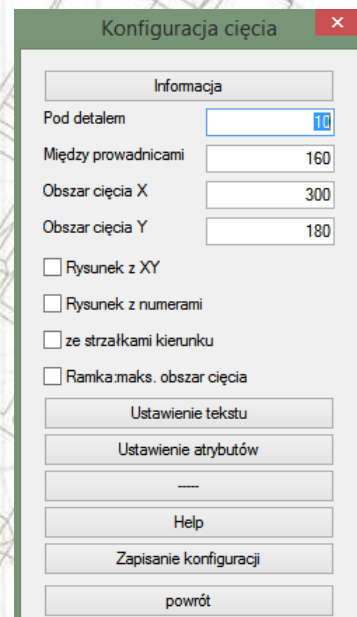 Konfiguracja cięcia
Informacja
Pod detalem 10
Między prowadnicami 160
Obszar cięcia X 300
Obszar cięcia Y 180
Rysunek z XY
Rysunek z numerami
ze strzałkami kierunku
Ramka:maks. obszar cięcia
Ustawienie tekstu
Ustawienie atrybutów
-----
Help
Zapisanie konfiguracji
powrót